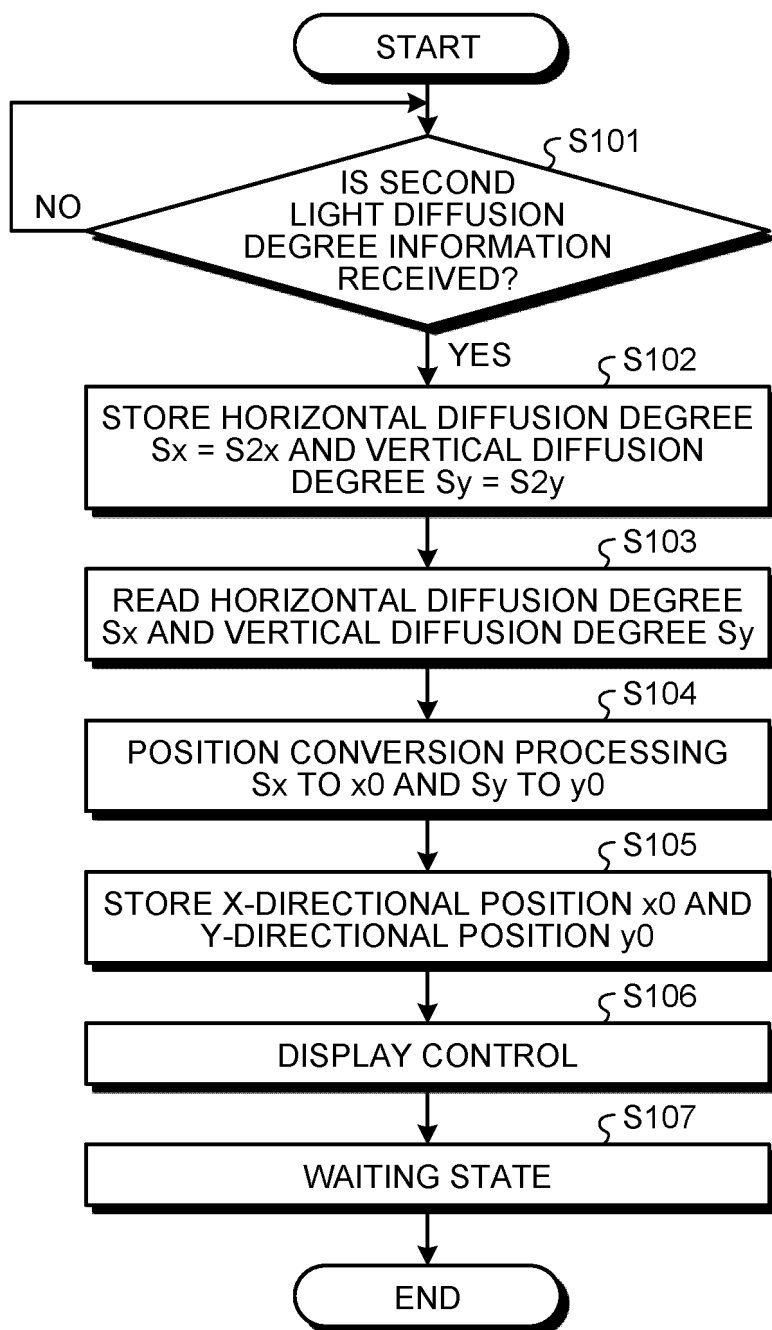 START
S101
IS SECOND
LIGHT DIFFUSION
DEGREE INFORMATION
RECEIVED?
NO
YES
S102
STORE HORIZONTAL DIFFUSION DEGREE
Sx = S2x AND VERTICAL DIFFUSION
DEGREE Sy = S2y
S103
READ HORIZONTAL DIFFUSION DEGREE
Sx AND VERTICAL DIFFUSION DEGREE Sy
S104
POSITION CONVERSION PROCESSING
Sx TO x0 AND Sy TO y0
S105
STORE X-DIRECTIONAL POSITION x0 AND
Y-DIRECTIONAL POSITION y0
S106
DISPLAY CONTROL
S107
WAITING STATE
END